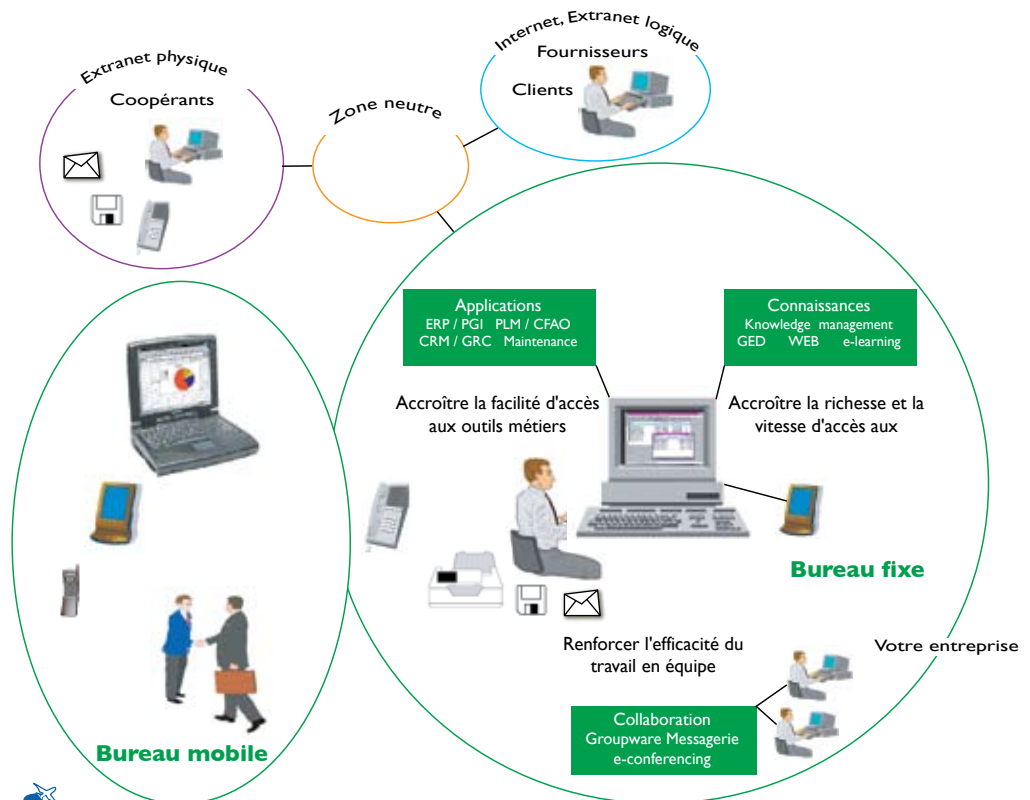 Extranet physique
Coopérants
Zone neutre
Internet, Extranet logique
Fournisseurs
Clients
Applications
ERP / PGI PLM / CFAO
CRM / GRC Maintenance
Connaissances
Knowledge management
GED WEB e-learning
Accroître la facilité d'accès
aux outils métiers
Accroître la richesse et la
vitesse d'accès aux
Bureau fixe
Renforcer l'efficacité du
travail en équipe
Votre entreprise
Collaboration
Groupware Messagerie
e-conferencing
Bureau mobile